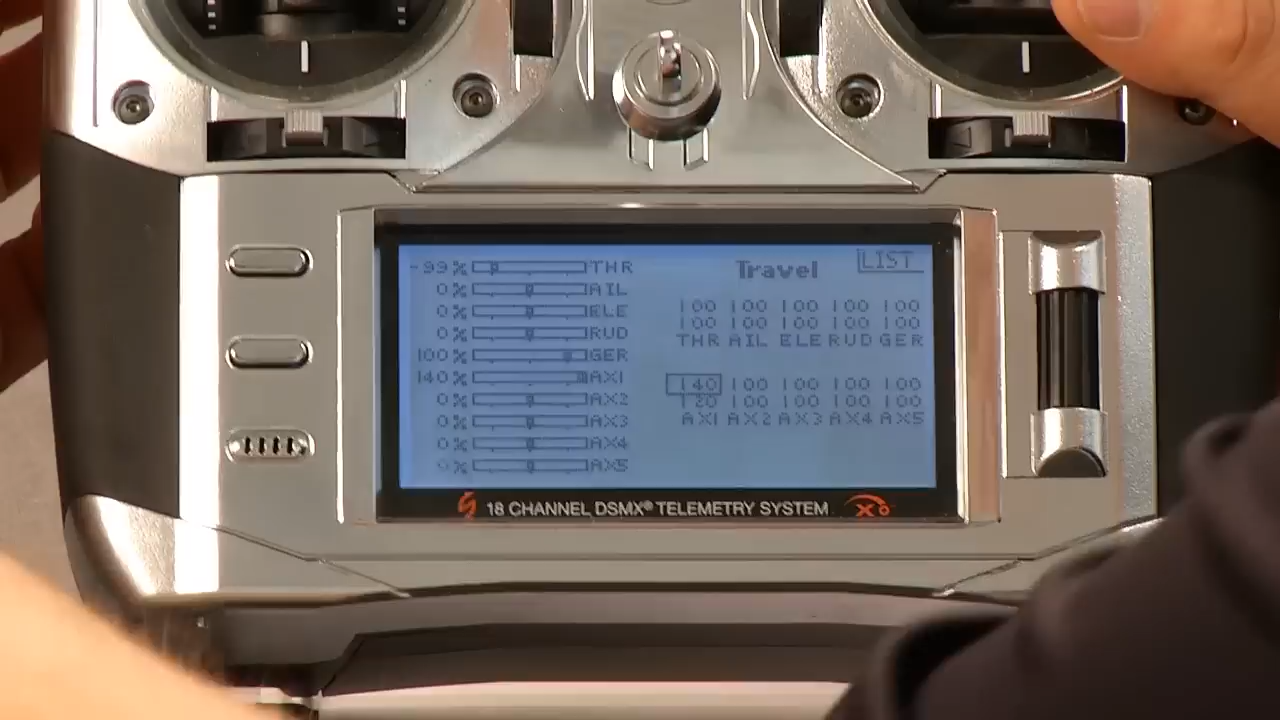 -99% THR
0% AIL
0% ELE
0% RUD
100% GER
140% AX1
0% AX2
0% AX3
0% AX4
0% AX5
Travel
LIST
100 100 100 100 100
100 100 100 100 100
THR AIL ELE RUD GER
140 100 100 100 100
120 100 100 100 100
AX1 AX2 AX3 AX4 AX5
18 CHANNEL DSMX® TELEMETRY SYSTEM